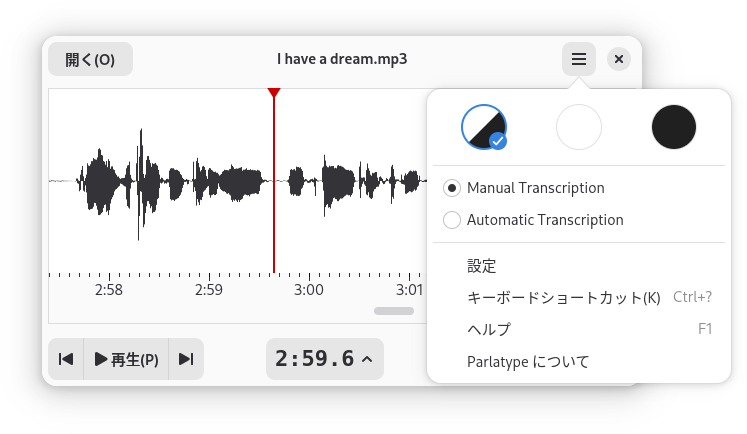 開く(O)
I have a dream.mp3
Manual Transcription
Automatic Transcription
設定
キーボードショートカット(K) Ctrl+?
ヘルプ F1
Parlatype について
2:58 2:59 3:00 3:01
再生(P)
2:59.6